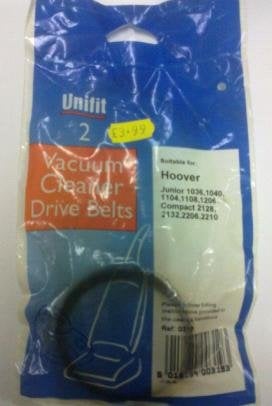 Unifit
2
£3.99
Vacuum
Cleaner
Drive Belts
Suitable for:
Hoover
Junior 1036,1040,
1104,1108,1206
Compact 2128,
2132,2206,2210
Ref: